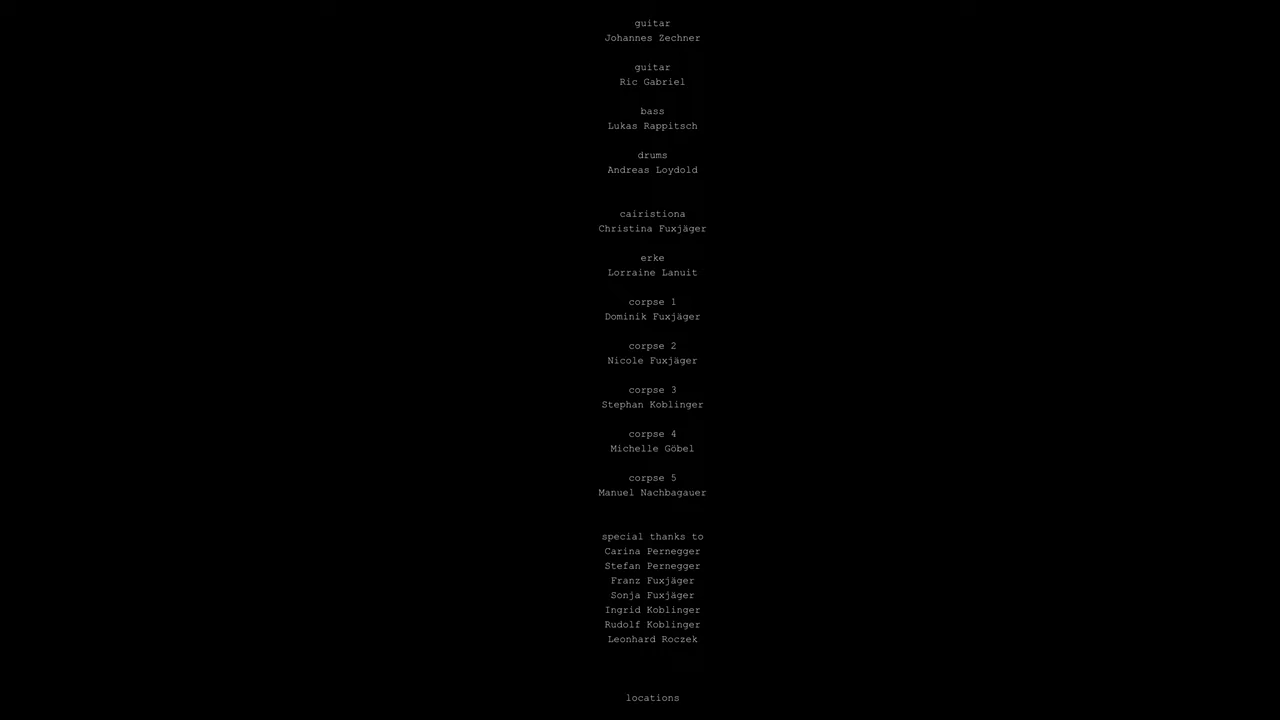 guitar
Johannes Zechner
guitar
Ric Gabriel
bass
Lukas Rappitsch
drums
Andreas Loydold
cairistiona
Christina Fuxjäger
erke
Lorraine Lanuit
corpse 1
Dominik Fuxjäger
corpse 2
Nicole Fuxjäger
corpse 3
Stephan Koblinger
corpse 4
Michelle Göbel
corpse 5
Manuel Nachbagauer
special thanks to
Carina Pernegger
Stefan Pernegger
Franz Fuxjäger
Sonja Fuxjäger
Ingrid Koblinger
Rudolf Koblinger
Leonhard Roczek
locations